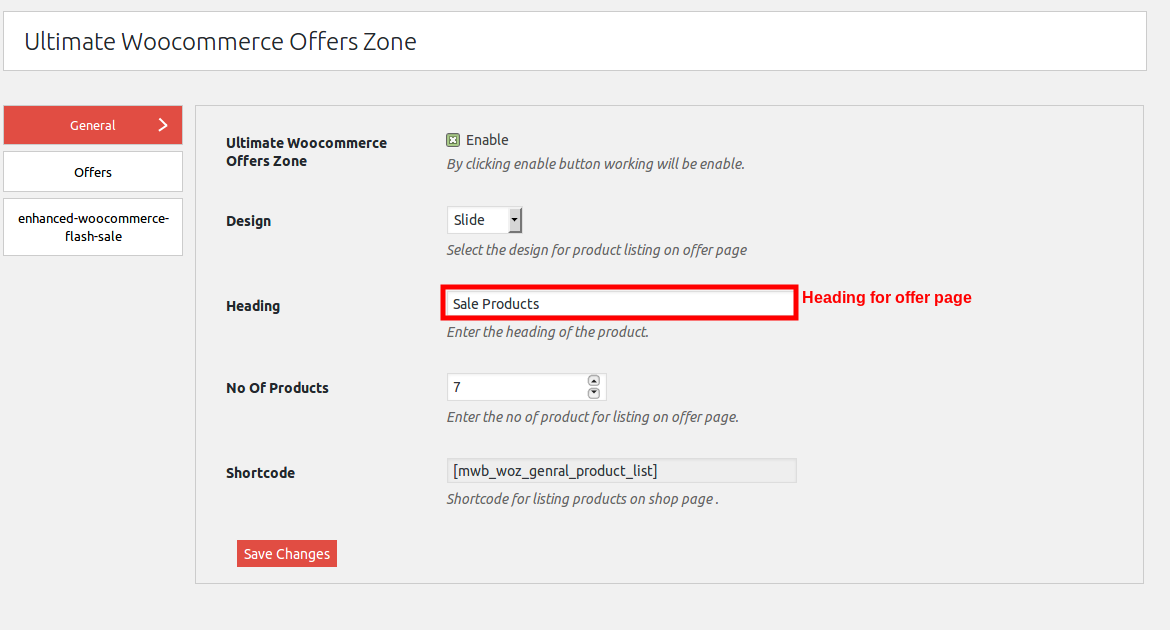 Ultimate Woocommerce Offers Zone
General
Offers
enhanced-woocommerce-
flash-sale
Ultimate Woocommerce
Offers Zone
Enable
By clicking enable button working will be enable.
Design
Slide
Select the design for product listing on offer page
Heading
Sale Products
Heading for offer page
Enter the heading of the product.
No Of Products
7
Enter the no of product for listing on offer page.
Shortcode
[mwb_woz_genral_product_list]
Shortcode for listing products on shop page .
Save Changes